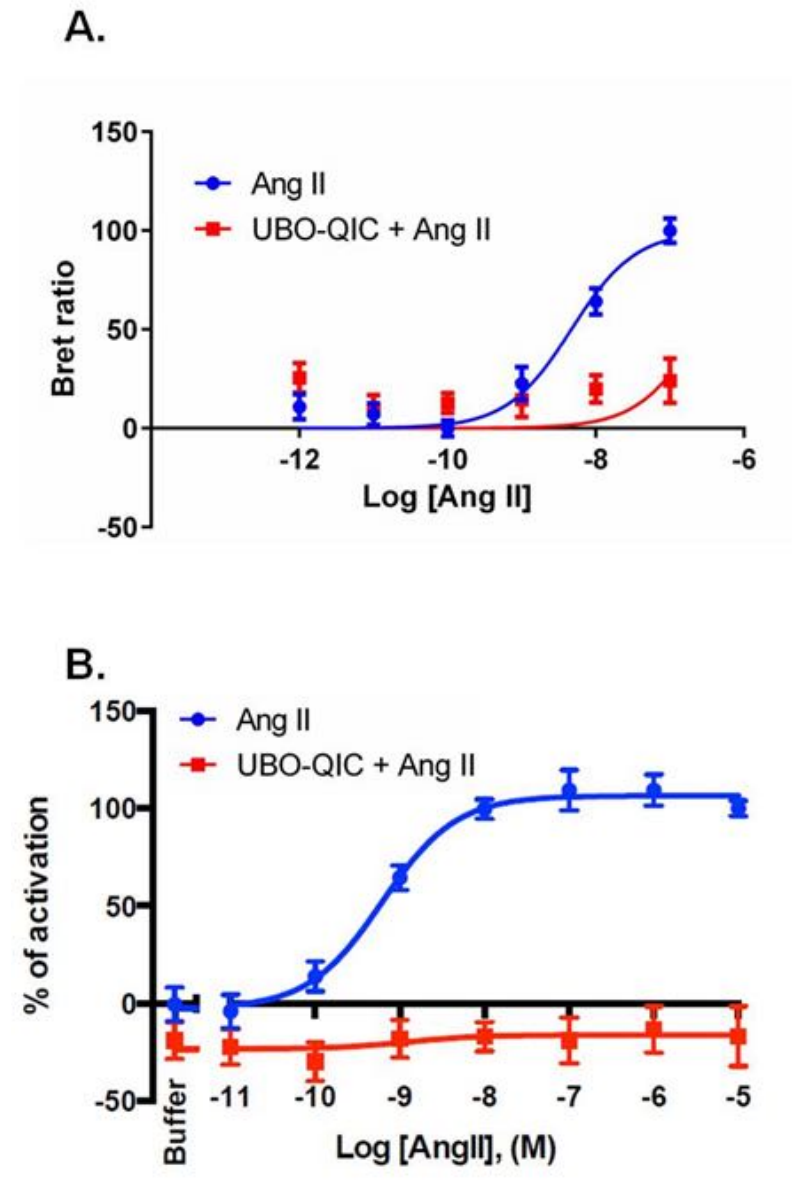 A.
150
Ang II
UBO-QIC + Ang II
100
Bret ratio
50
0
-12
-10
-8
-6
Log [Ang II]
-50
B.
150
Ang II
UBO-QIC + Ang II
100
% of activation
50
0
-50
Buffer
-11
-10
-9
-8
-7
-6
-5
Log [AngII], (M)